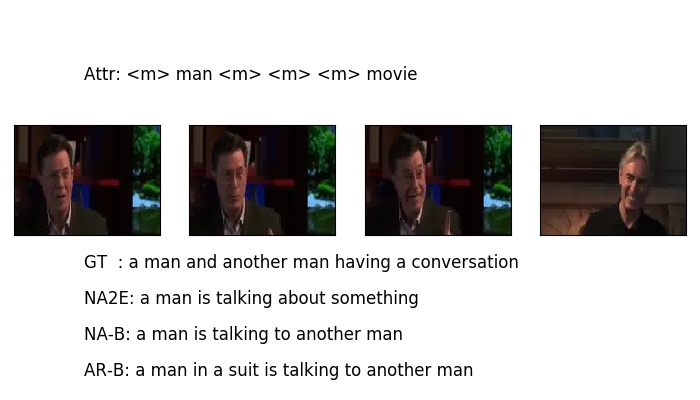 Attr: <m> man <m> <m> <m> movie
GT : a man and another man having a conversation
NA2E: a man is talking about something
NA-B: a man is talking to another man
AR-B: a man in a suit is talking to another man